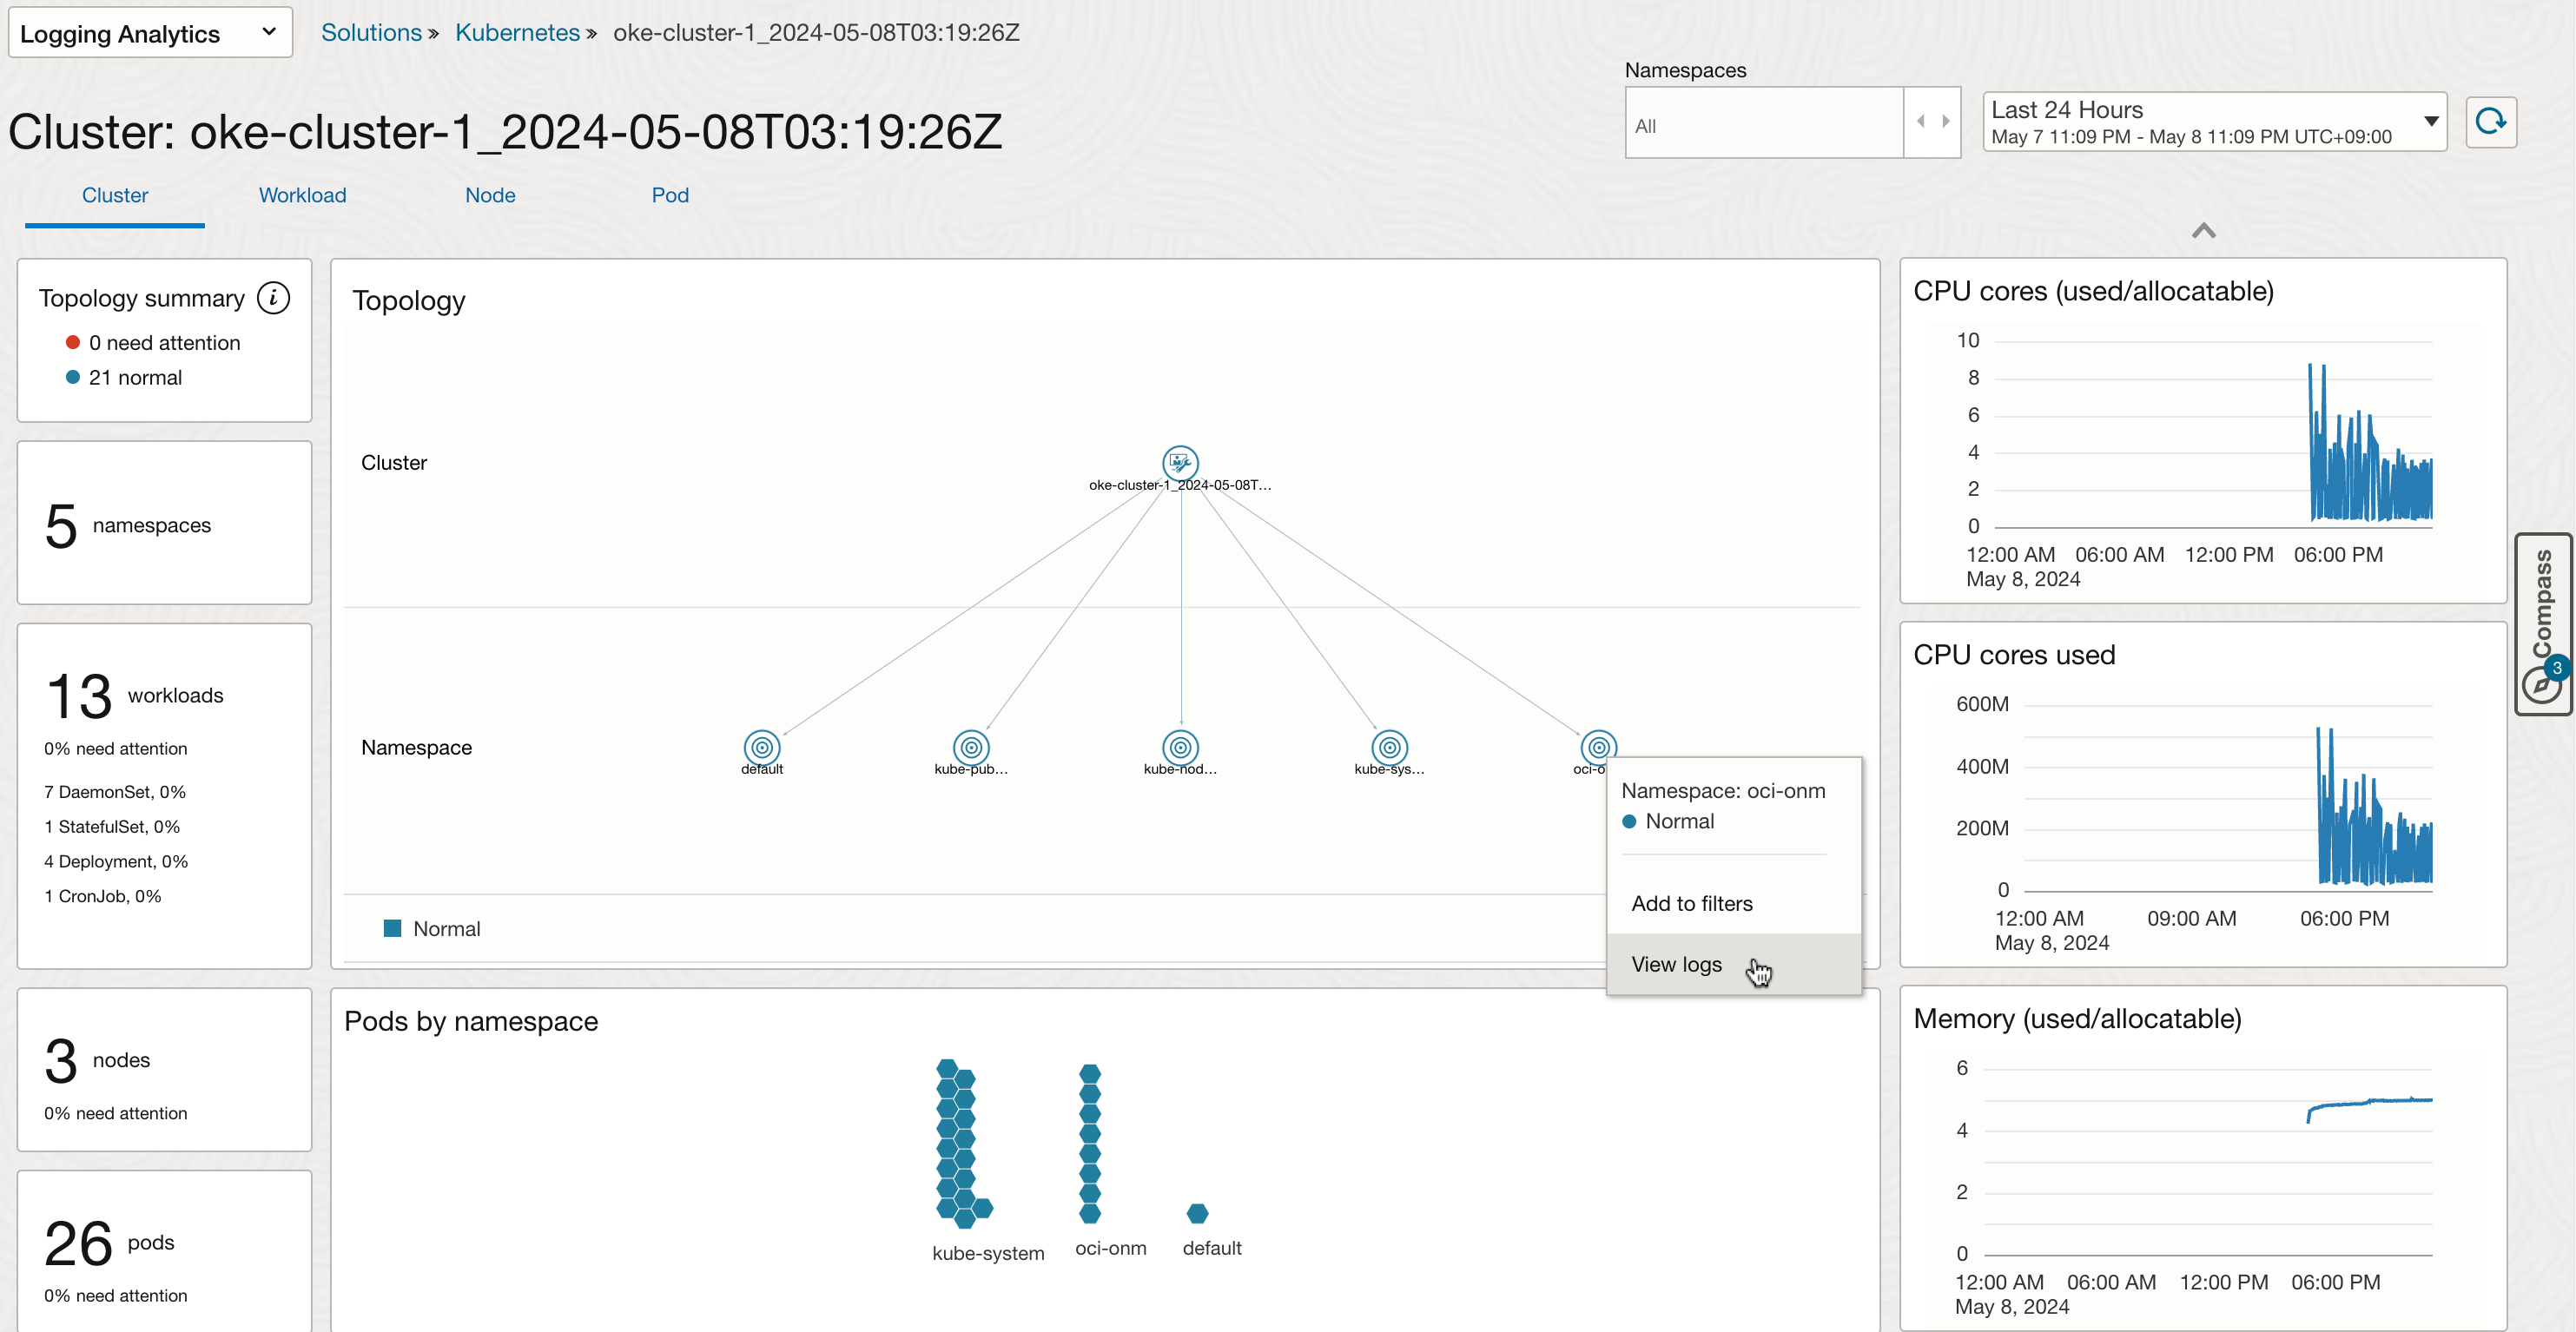 Logging Analytics
Solutions » Kubernetes » oke-cluster-1_2024-05-08T03:19:26Z
Namespaces
All
Last 24 Hours
May 7 11:09 PM - May 8 11:09 PM UTC+09:00
Cluster: oke-cluster-1_2024-05-08T03:19:26Z
Cluster Workload Node Pod
Topology summary i
0 need attention
21 normal
5 namespaces
13 workloads
0% need attention
7 DaemonSet, 0%
1 StatefulSet, 0%
4 Deployment, 0%
1 CronJob, 0%
3 nodes
0% need attention
26 pods
0% need attention
Topology
Cluster
oke-cluster-1_2024-05-08T...
Namespace
default kube-pub... kube-nod... kube-sys... oci-o
Namespace: oci-onm
Normal
Add to filters
View logs
Normal
Pods by namespace
kube-system oci-onm default
CPU cores (used/allocatable)
10
8
6
4
2
0
12:00 AM 06:00 AM 12:00 PM 06:00 PM
May 8, 2024
CPU cores used
600M
400M
200M
0
12:00 AM 09:00 AM 06:00 PM
May 8, 2024
Memory (used/allocatable)
6
4
2
0
12:00 AM 06:00 AM 12:00 PM 06:00 PM
May 8, 2024
Compass
3